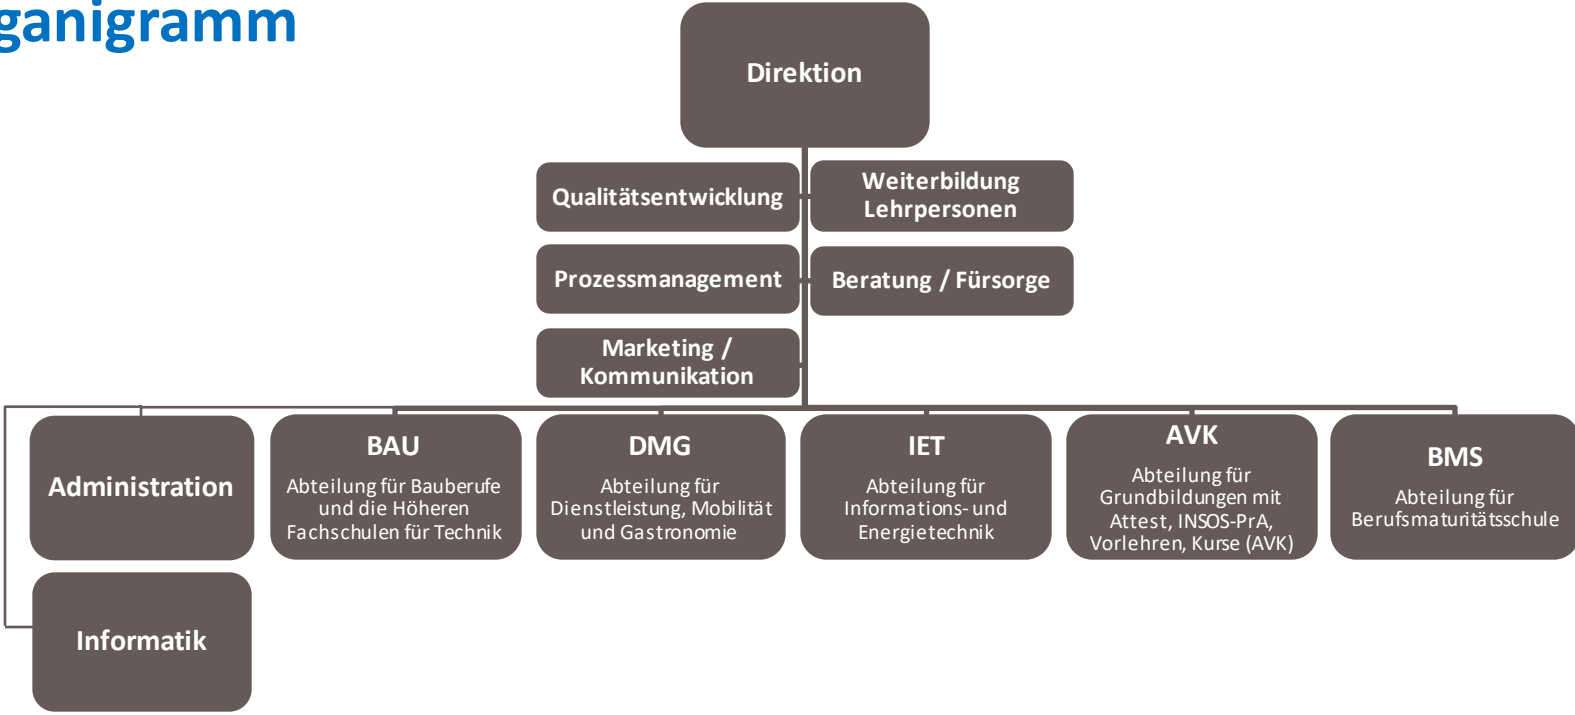 ganigramm
Direktion
Qualitätsentwicklung
Weiterbildung
Lehrpersonen
Prozessmanagement
Beratung / Fürsorge
Marketing /
Kommunikation
Administration
BAU
Abteilung für Bauberufe
und die Höheren
Fachschulen für Technik
DMG
Abteilung für
Dienstleistung, Mobilität
und Gastronomie
IET
Abteilung für
Informations- und
Energietechnik
AVK
Abteilung für
Grundbildungen mit
Attest, INSOS-PrA,
Vorlehren, Kurse (AVK)
BMS
Abteilung für
Berufsmaturitätsschule
Informatik